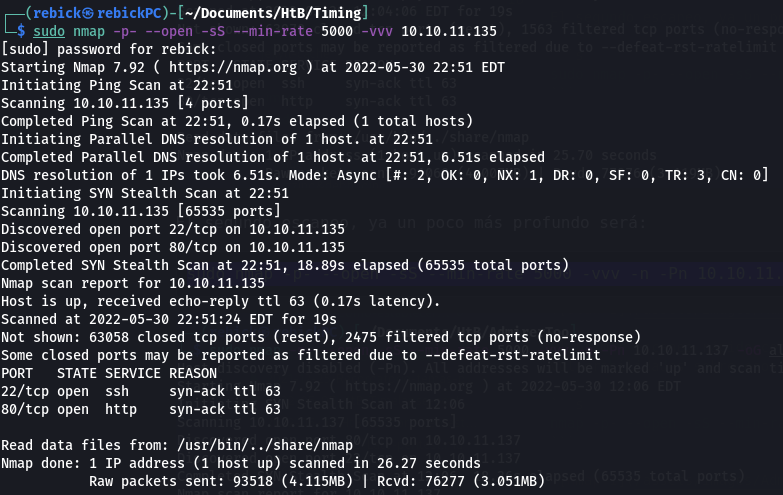 ┌──(rebick㉿rebickPC)-[~/Documents/HtB/Timing]
└─$ sudo nmap -p- --open -sS --min-rate 5000 -vvv 10.10.11.135
[sudo] password for rebick:
Starting Nmap 7.92 ( https://nmap.org ) at 2022-05-30 22:51 EDT
Initiating Ping Scan at 22:51
Scanning 10.10.11.135 [4 ports]
Completed Ping Scan at 22:51, 0.17s elapsed (1 total hosts)
Initiating Parallel DNS resolution of 1 host. at 22:51
Completed Parallel DNS resolution of 1 host. at 22:51, 6.51s elapsed
DNS resolution of 1 IPs took 6.51s. Mode: Async [#: 2, OK: 0, NX: 1, DR: 0, SF: 0, TR: 3, CN: 0]
Initiating SYN Stealth Scan at 22:51
Scanning 10.10.11.135 [65535 ports]
Discovered open port 22/tcp on 10.10.11.135
Discovered open port 80/tcp on 10.10.11.135
Completed SYN Stealth Scan at 22:51, 18.89s elapsed (65535 total ports)
Nmap scan report for 10.10.11.135
Host is up, received echo-reply ttl 63 (0.17s latency).
Scanned at 2022-05-30 22:51:24 EDT for 19s
Not shown: 63058 closed tcp ports (reset), 2475 filtered tcp ports (no-response)
Some closed ports may be reported as filtered due to --defeat-rst-ratelimit
PORT   STATE SERVICE REASON
22/tcp open  ssh     syn-ack ttl 63
80/tcp open  http    syn-ack ttl 63
Read data files from: /usr/bin/../share/nmap
Nmap done: 1 IP address (1 host up) scanned in 26.27 seconds
Raw packets sent: 93518 (4.115MB) | Rcvd: 76277 (3.051MB)